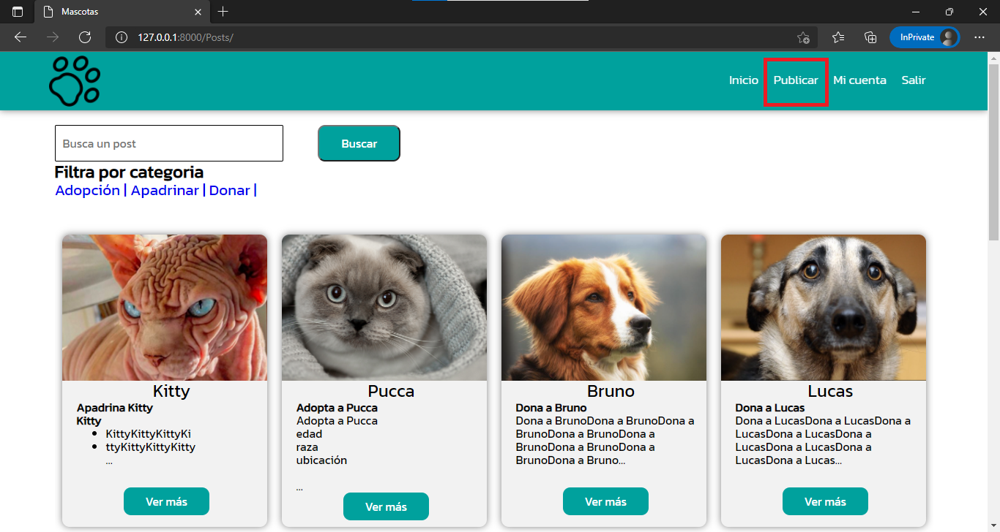 Mascotas
127.0.0.1:8000/Posts/
InPrivate
Inicio
Publicar
Mi cuenta
Salir
Busca un post
Buscar
Filtra por categoria
Adopción | Apadrinar | Donar |
Kitty
Apadrina Kitty
Kitty
KittyKittyKittyKi
ttyKittyKittyKitty
...
Ver más
Pucca
Adopta a Pucca
Adopta a Pucca
edad
raza
ubicación
...
Ver más
Bruno
Dona a Bruno
Dona a BrunoDona a BrunoDona a
BrunoDona a BrunoDona a
BrunoDona a BrunoDona a
BrunoDona a Bruno...
Ver más
Lucas
Dona a Lucas
Dona a LucasDona a LucasDona a
LucasDona a LucasDona a
LucasDona a LucasDona a
LucasDona a Lucas...
Ver más